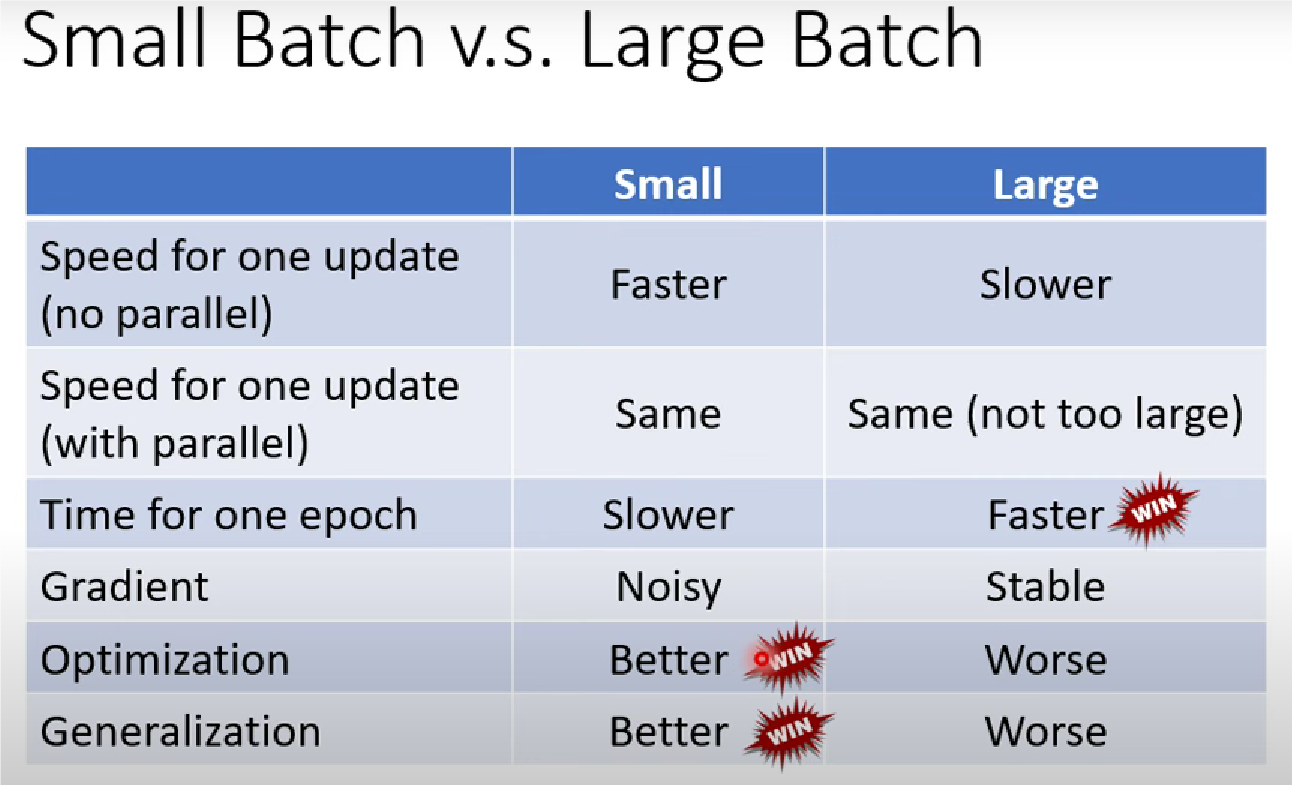 Small Batch v.s. Large Batch
Small Large
Speed for one update
(no parallel)
Faster Slower
Speed for one update
(with parallel)
Same Same (not too large)
Time for one epoch Slower Faster WIN
Gradient Noisy Stable
Optimization Better WIN Worse
Generalization Better WIN Worse